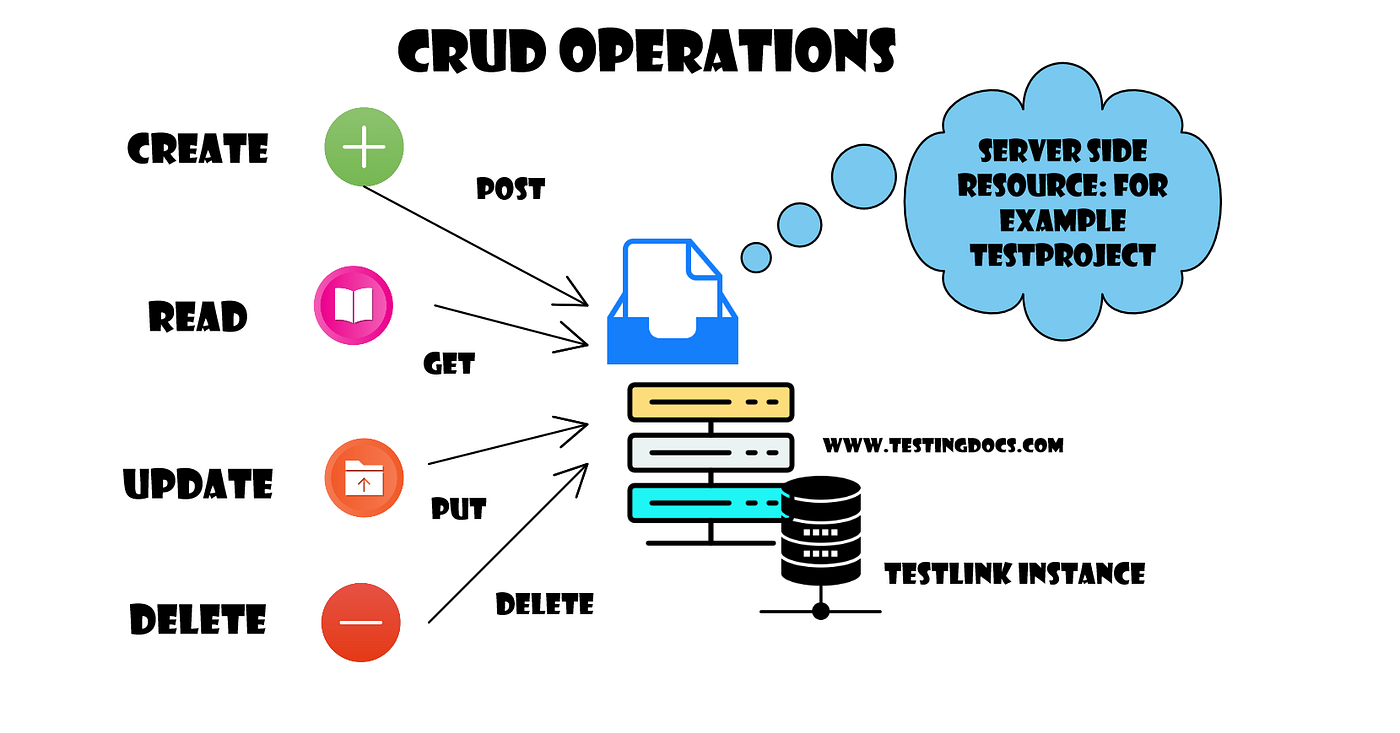 CRUD OPERATIONS
CREATE
POST
SERVER SIDE
RESOURCE: FOR
EXAMPLE
TESTPROJECT
READ
GET
UPDATE
PUT
WWW.TESTINGDOCS.COM
TESTLINK INSTANCE
DELETE
DELETE